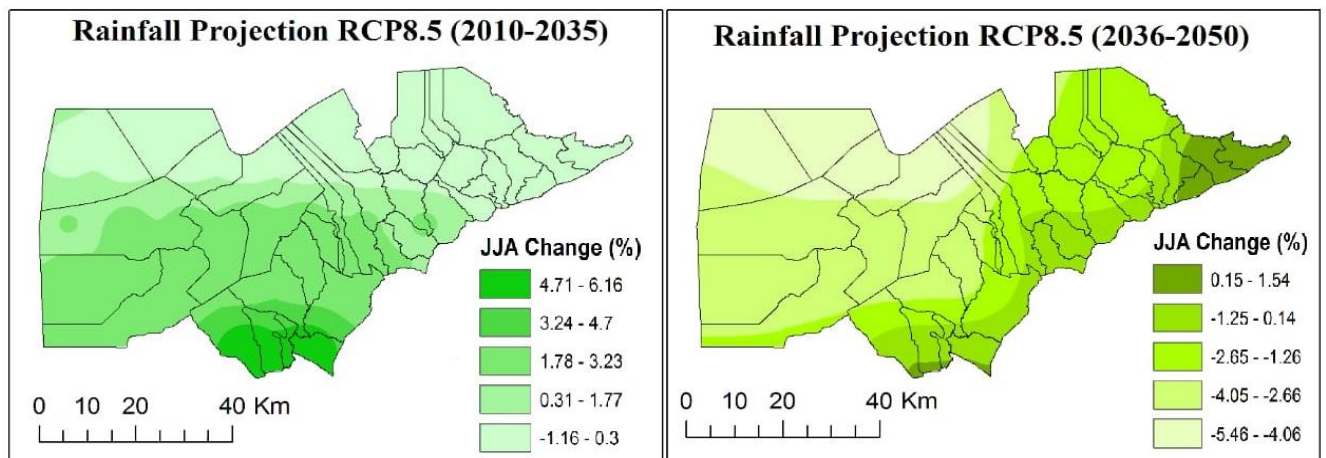 Rainfall Projection RCP8.5 (2010-2035)
JJA Change (%)
4.71 - 6.16
3.24 - 4.7
1.78 - 3.23
0.31 - 1.77
-1.16 - 0.3
0 10 20 40 Km
Rainfall Projection RCP8.5 (2036-2050)
JJA Change (%)
0.15 - 1.54
-1.25 - 0.14
-2.65 - -1.26
-4.05 - -2.66
-5.46 - -4.06
0 10 20 40 Km